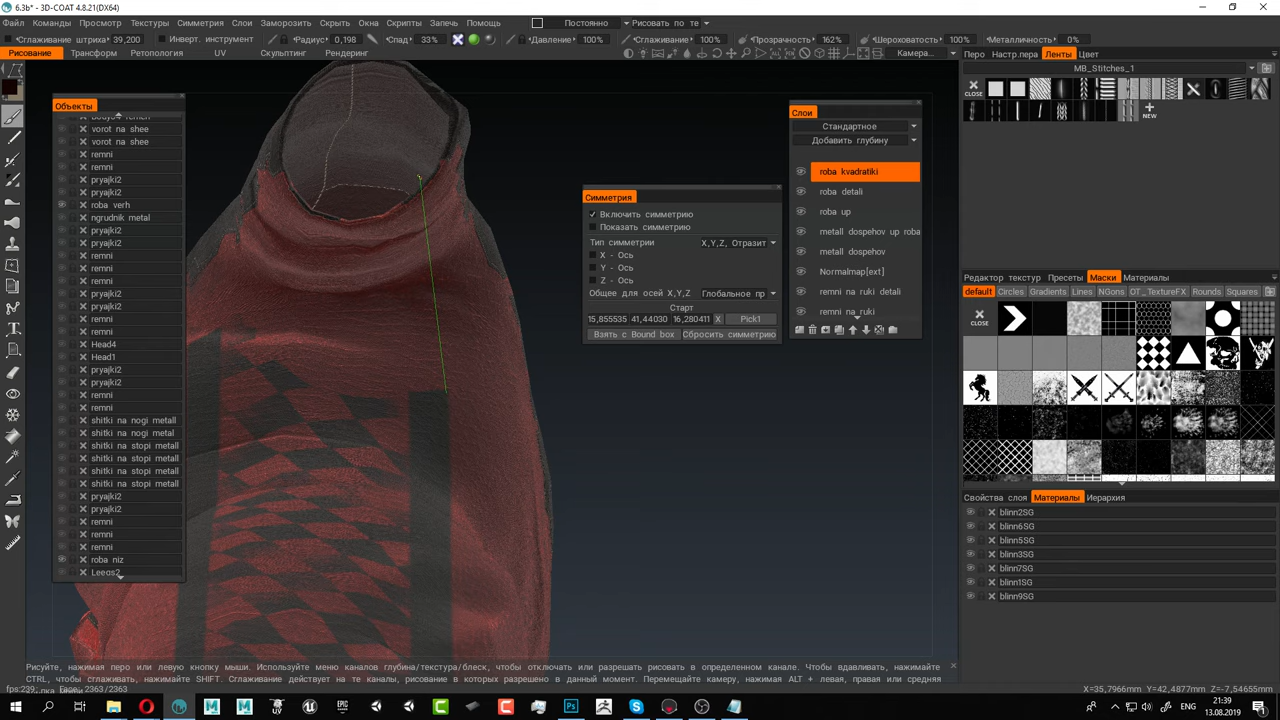 6.3b* - 3D-COAT 4.8.21(DX64)
Файл Команды Просмотр Текстуры Симметрия Слои Заморозить Скрыть Окна Скрипты Запечь Помощь Постоянно Рисовать по те
Сглаживание штриха 39,200 Инверт. инструмент Радиус 0,198 Спад 33% Давление 100% Сглаживание 100% Прозрачность 162% Шероховатость 100% Металличность 0%
Рисование Трансформ Ретопология UV Скульптинг Рендеринг Камера...
Перо Настр.пера Ленты Цвет
MB_Stitches_1
CLOSE
NEW
Объекты
vorot na shee
vorot na shee
remni
remni
pryajki2
pryajki2
roba verh
ngrudnik metal
pryajki2
pryajki2
remni
remni
remni
pryajki2
pryajki2
remni
remni
Head4
Head1
pryajki2
pryajki2
remni
remni
shitki na nogi metall
shitki na nogi metal
shitki na stopi metall
shitki na stopi metall
shitki na stopi metall
shitki na stopi metall
pryajki2
pryajki2
remni
remni
remni
roba niz
Leegs2
Симметрия
Включить симметрию
Показать симметрию
Тип симметрии X,Y,Z, Отразит
X - Ось
Y - Ось
Z - Ось
Общее для осей X,Y,Z Глобальное пр
Старт
15,855535 41,44030 16,280411 X Pick1
Взять с Bound box Сбросить симметрию
Слои
Стандартное
Добавить глубину
roba kvadratiki
roba detali
roba up
metall dospehov up roba
metall dospehov
Normalmap[ext]
remni na ruki detali
remni na ruki
Редактор текстур Пресеты Маски Материалы
default Circles Gradients Lines NGons OT_TextureFX Rounds Squares
CLOSE
Свойства слоя Материалы Иерархия
blinn2SG
blinn6SG
blinn5SG
blinn3SG
blinn7SG
blinn1SG
blinn9SG
Рисуйте, нажимая перо или левую кнопку мыши. Используйте меню каналов глубина/текстура/блеск, чтобы отключить или разрешать рисовать в определенном канале. Чтобы вдавливать, нажимайте
CTRL, чтобы сглаживать, нажимайте SHIFT. Сглаживание действует на те каналы, рисование в которых разрешено в данный момент. Перемещайте камеру, нажимая ALT + левая, правая или средняя
fps:239;
2363/2363
X=35,7966mm Y=42,4877mm Z=-7,54655mm
ENG
21:39
13.08.2019